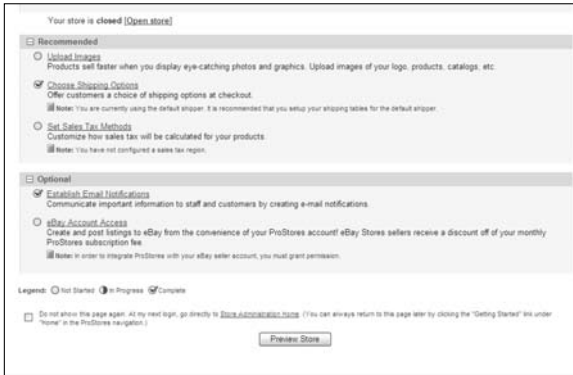 Your store is closed [Open store]
Recommended
Upload Images
Products sell faster when you display eye-catching photos and graphics. Upload images of your logo, products, catalogs, etc.
Choose Shipping Options
Offer customers a choice of shipping options at checkout.
Note: You are currently using the default shipper. It is recommended that you setup your shipping tables for the default shipper.
Set Sales Tax Methods
Customize how sales tax will be calculated for your products.
Note: You have not configured a sales tax region.
Optional
Establish Email Notifications
Communicate important information to staff and customers by creating e-mail notifications.
eBay Account Access
Create and post listings to eBay from the convenience of your ProStores account! eBay Stores sellers receive a discount off of your monthly
ProStores subscription fee.
Note: In order to integrate ProStores with your eBay seller account, you must grant permission.
Legend: Not Started In Progress Complete
Do not show this page again. At my next login, go directly to Store Administration Home. (You can always return to this page later by clicking the "Getting Started" link under
"Home" in the ProStores navigation.)
Preview Store